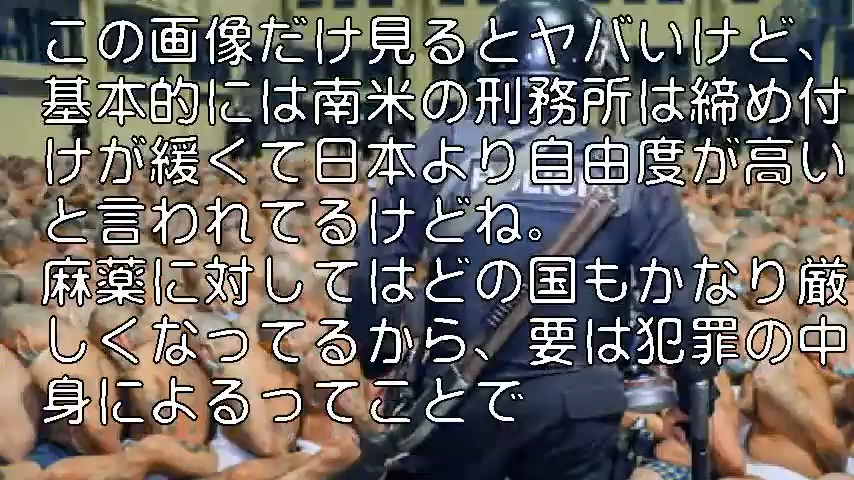 この画像だけ見るとヤバいけど、
基本的には南米の刑務所は締め付
けが緩くて日本より自由度が高い
と言われてるけどね。
麻薬に対してはどの国もかなり厳
しくなってるから、要は犯罪の中
身によるってことで
POLICIA